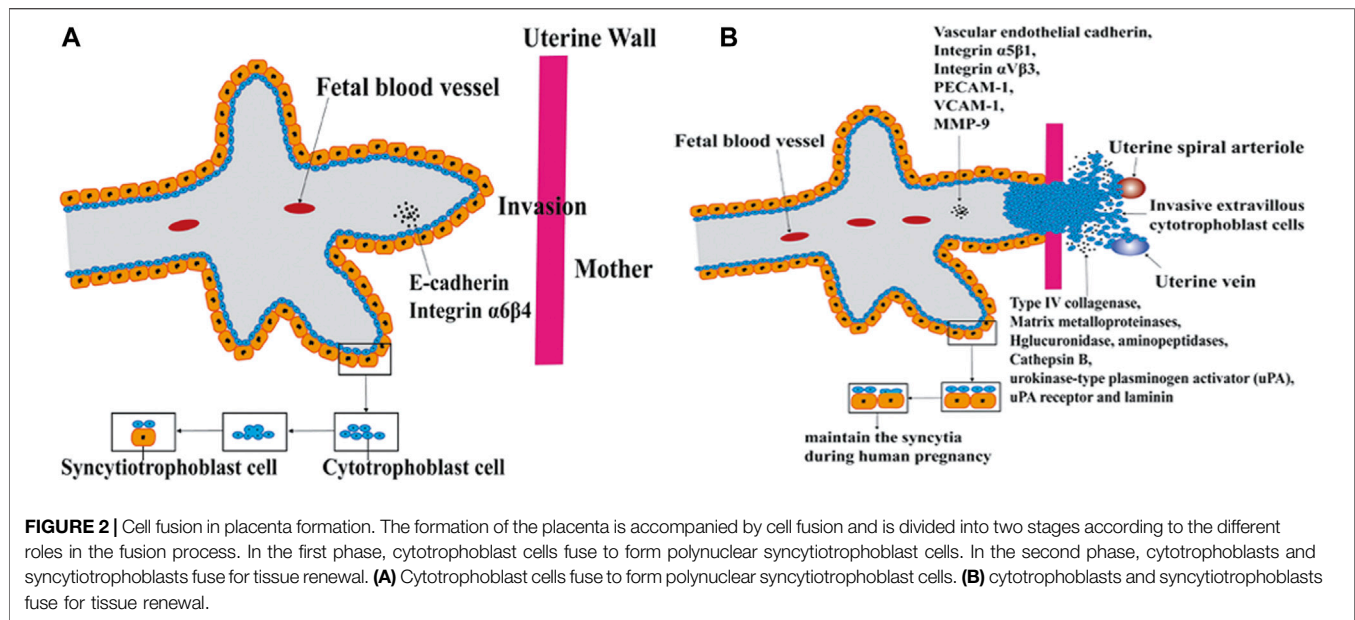 A
Uterine Wall
Fetal blood vessel
Invasion
Mother
E-cadherin
Integrin α6β4
Syncytiotrophoblast cell
Cytotrophoblast cell
B
Vascular endothelial cadherin,
Integrin α5β1,
Integrin αVβ3,
PECAM-1,
VCAM-1,
MMP-9
Fetal blood vessel
Uterine spiral arteriole
Invasive extravillous
cytotrophoblast cells
Uterine vein
Type IV collagenase,
Matrix metalloproteinases,
Hglucuronidase, aminopeptidases,
Cathepsin B,
urokinase-type plasminogen activator (uPA),
uPA receptor and laminin
maintain the syncytia
during human pregnancy
FIGURE 2 | Cell fusion in placenta formation. The formation of the placenta is accompanied by cell fusion and is divided into two stages according to the different
roles in the fusion process. In the first phase, cytotrophoblast cells fuse to form polynuclear syncytiotrophoblast cells. In the second phase, cytotrophoblasts and
syncytiotrophoblasts fuse for tissue renewal. (A) Cytotrophoblast cells fuse to form polynuclear syncytiotrophoblast cells. (B) cytotrophoblasts and syncytiotrophoblasts
fuse for tissue renewal.